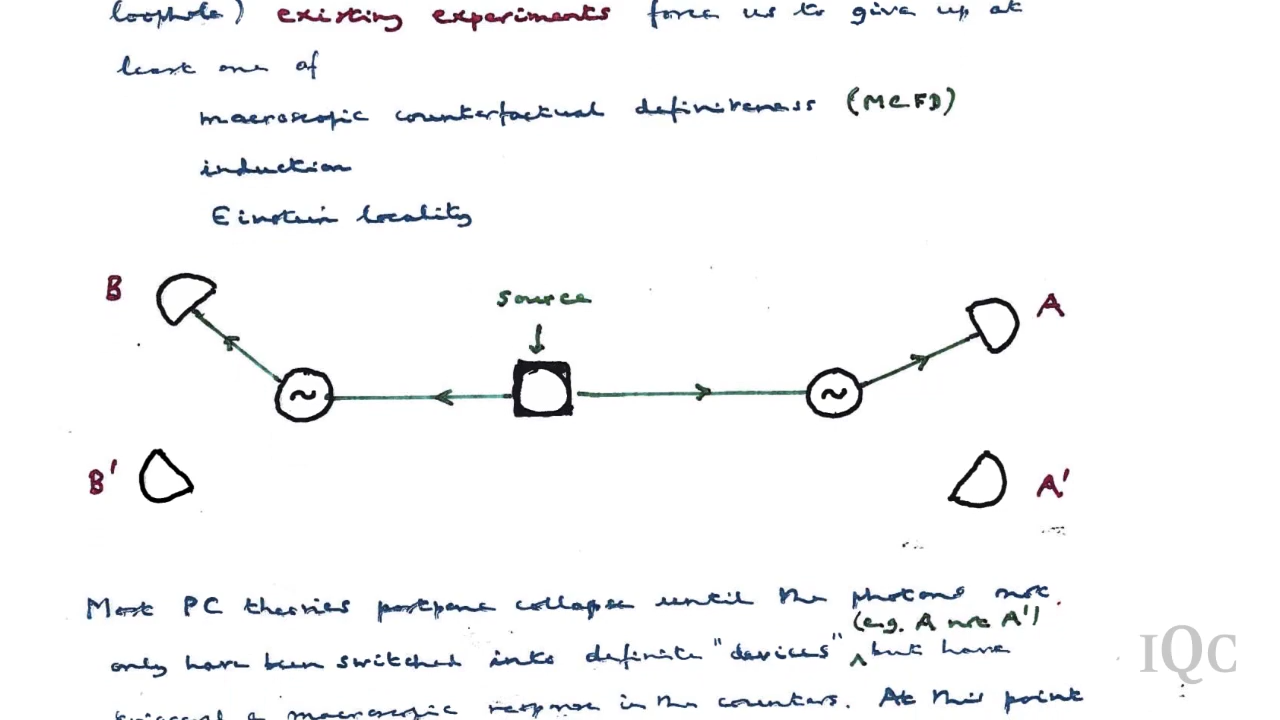 loophole) existing experiments force us to give up at
least one of
macroscopic counterfactual definiteness (MCFD)
induction
Einstein locality
B
source
A
~
~
B'
A'
Most PC theories postpone collapse until the photons not
(e.g. A not A')
only have been switched into definite "devices" ^ but have
triggered a macroscopic response in the counters. At this point
IQC